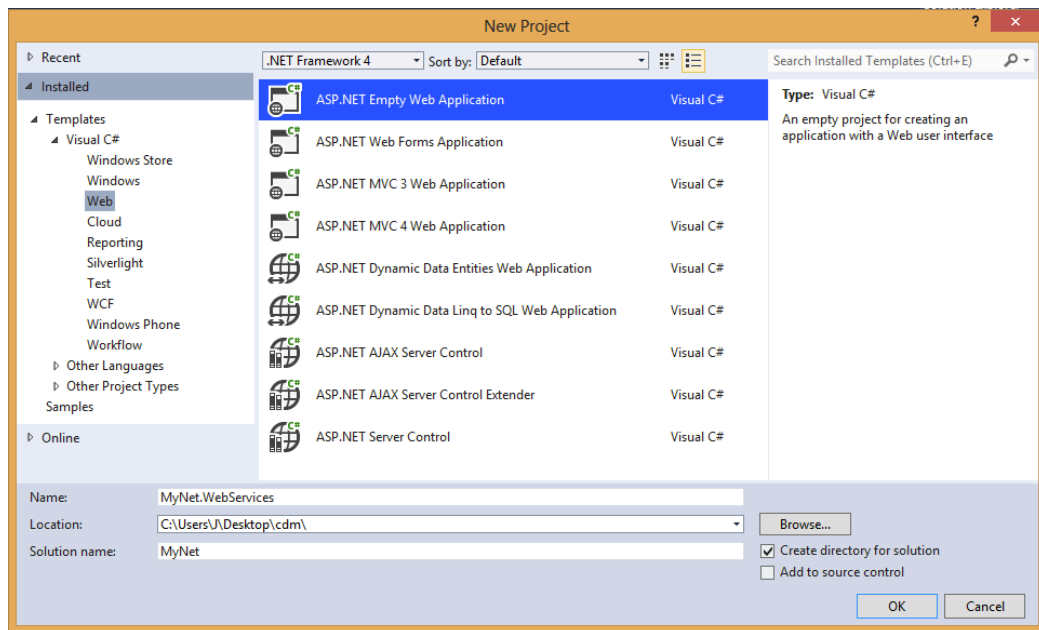 New Project
?
Recent
.NET Framework 4
Sort by: Default
Search Installed Templates (Ctrl+E)
Installed
Templates
Visual C#
Windows Store
Windows
Web
Cloud
Reporting
Silverlight
Test
WCF
Windows Phone
Workflow
Other Languages
Other Project Types
Samples
Online
ASP.NET Empty Web Application Visual C#
ASP.NET Web Forms Application Visual C#
ASP.NET MVC 3 Web Application Visual C#
ASP.NET MVC 4 Web Application Visual C#
ASP.NET Dynamic Data Entities Web Application Visual C#
ASP.NET Dynamic Data Linq to SQL Web Application Visual C#
ASP.NET AJAX Server Control Visual C#
ASP.NET AJAX Server Control Extender Visual C#
ASP.NET Server Control Visual C#
Type: Visual C#
An empty project for creating an
application with a Web user interface
Name: MyNet.WebServices
Location: C:\Users\J\Desktop\cdm\
Browse...
Solution name: MyNet
Create directory for solution
Add to source control
OK Cancel